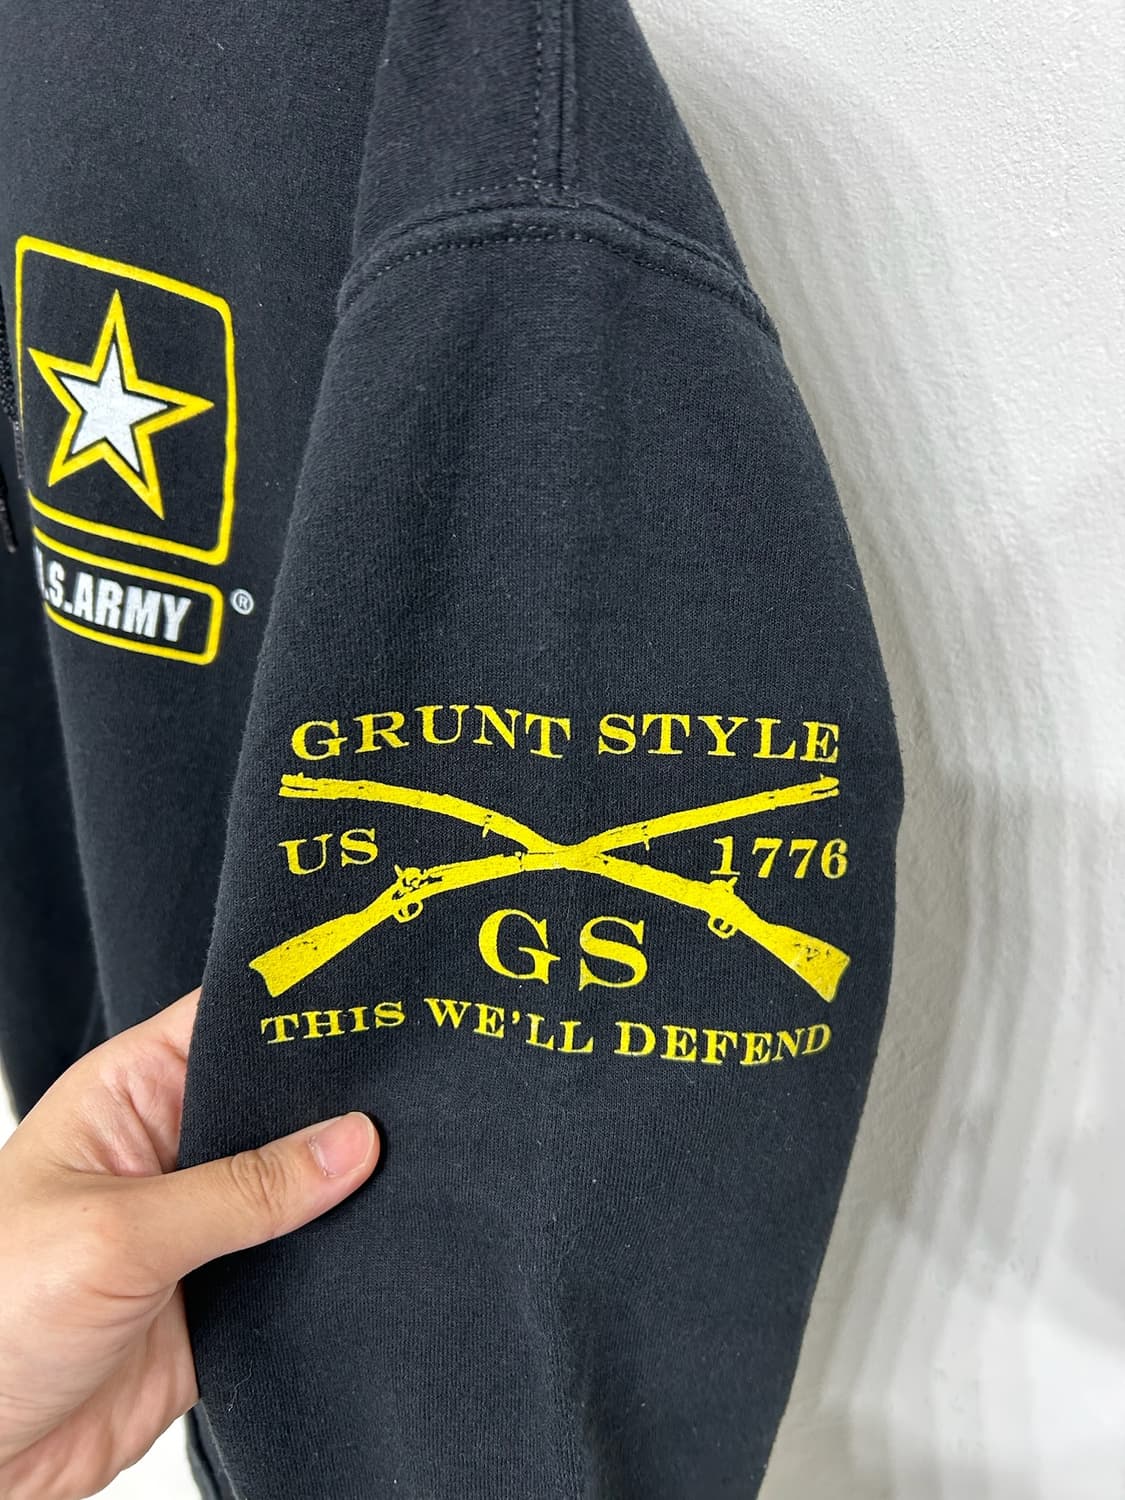 .S.ARMY ®
GRUNT STYLE
US 1776
GS
THIS WE'LL DEFEND